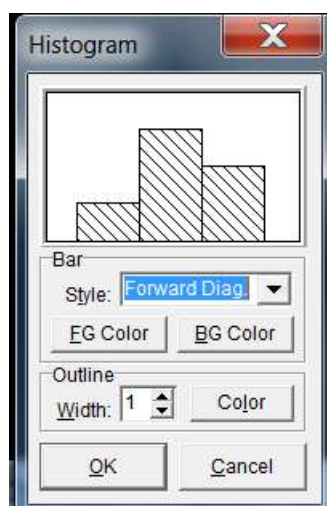 Histogram
Bar
Style: Forward Diag.
FG Color BG Color
Outline
Width: 1 Color
OK Cancel